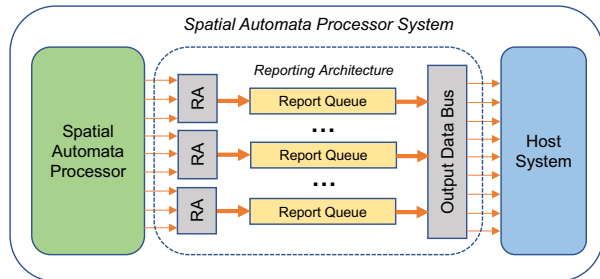 Spatial Automata Processor System
Reporting Architecture
Spatial
Automata
Processor
RA
Report Queue
...
RA
Report Queue
...
RA
Report Queue
Output Data Bus
Host
System